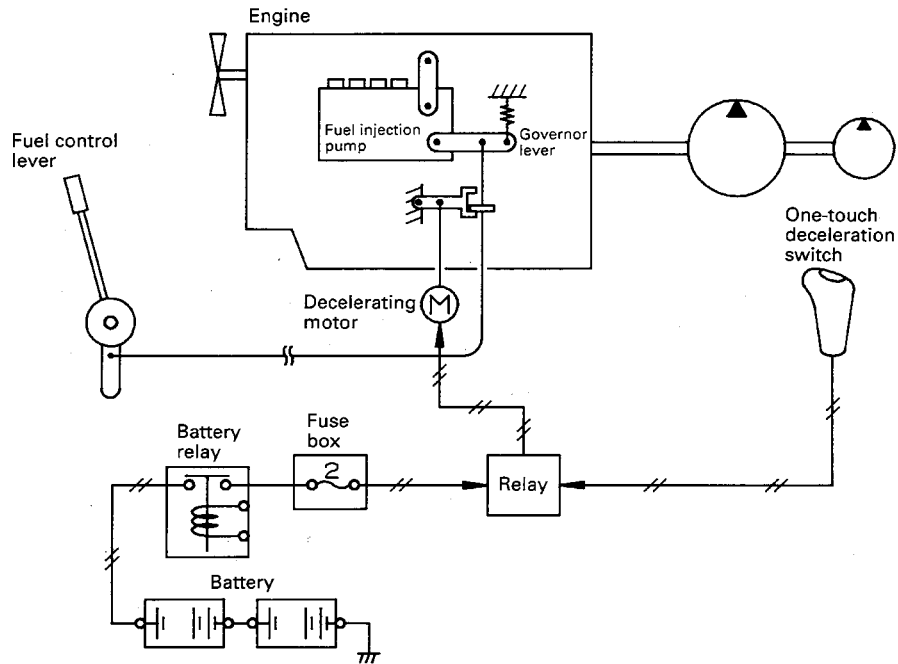 Engine
Fuel control
lever
Fuel injection
pump
Governor
lever
One-touch
deceleration
switch
Decelerating
motor
M
Battery
relay
Fuse
box
2
Relay
Battery